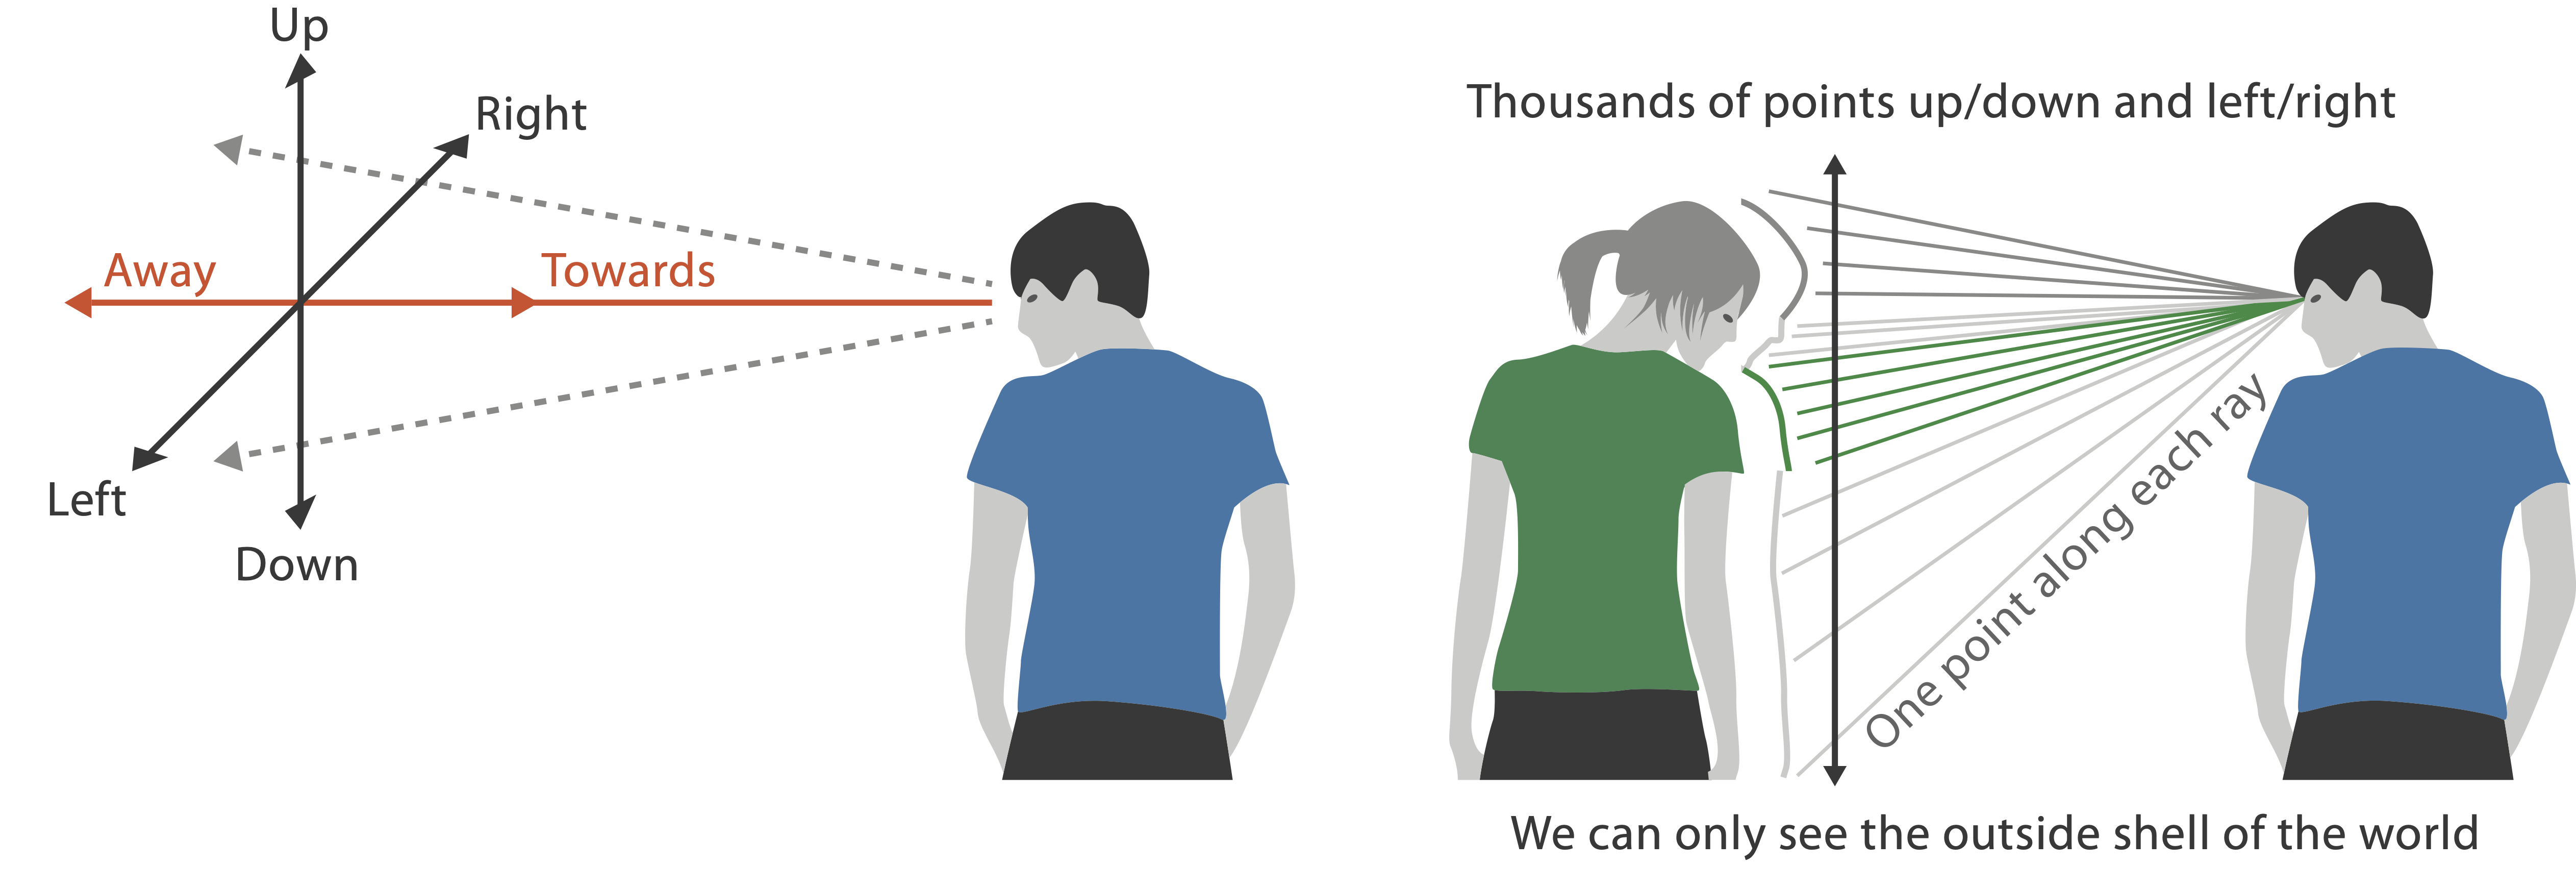 Up
Right
Away
Towards
Left
Down
Thousands of points up/down and left/right
One point along each ray
We can only see the outside shell of the world